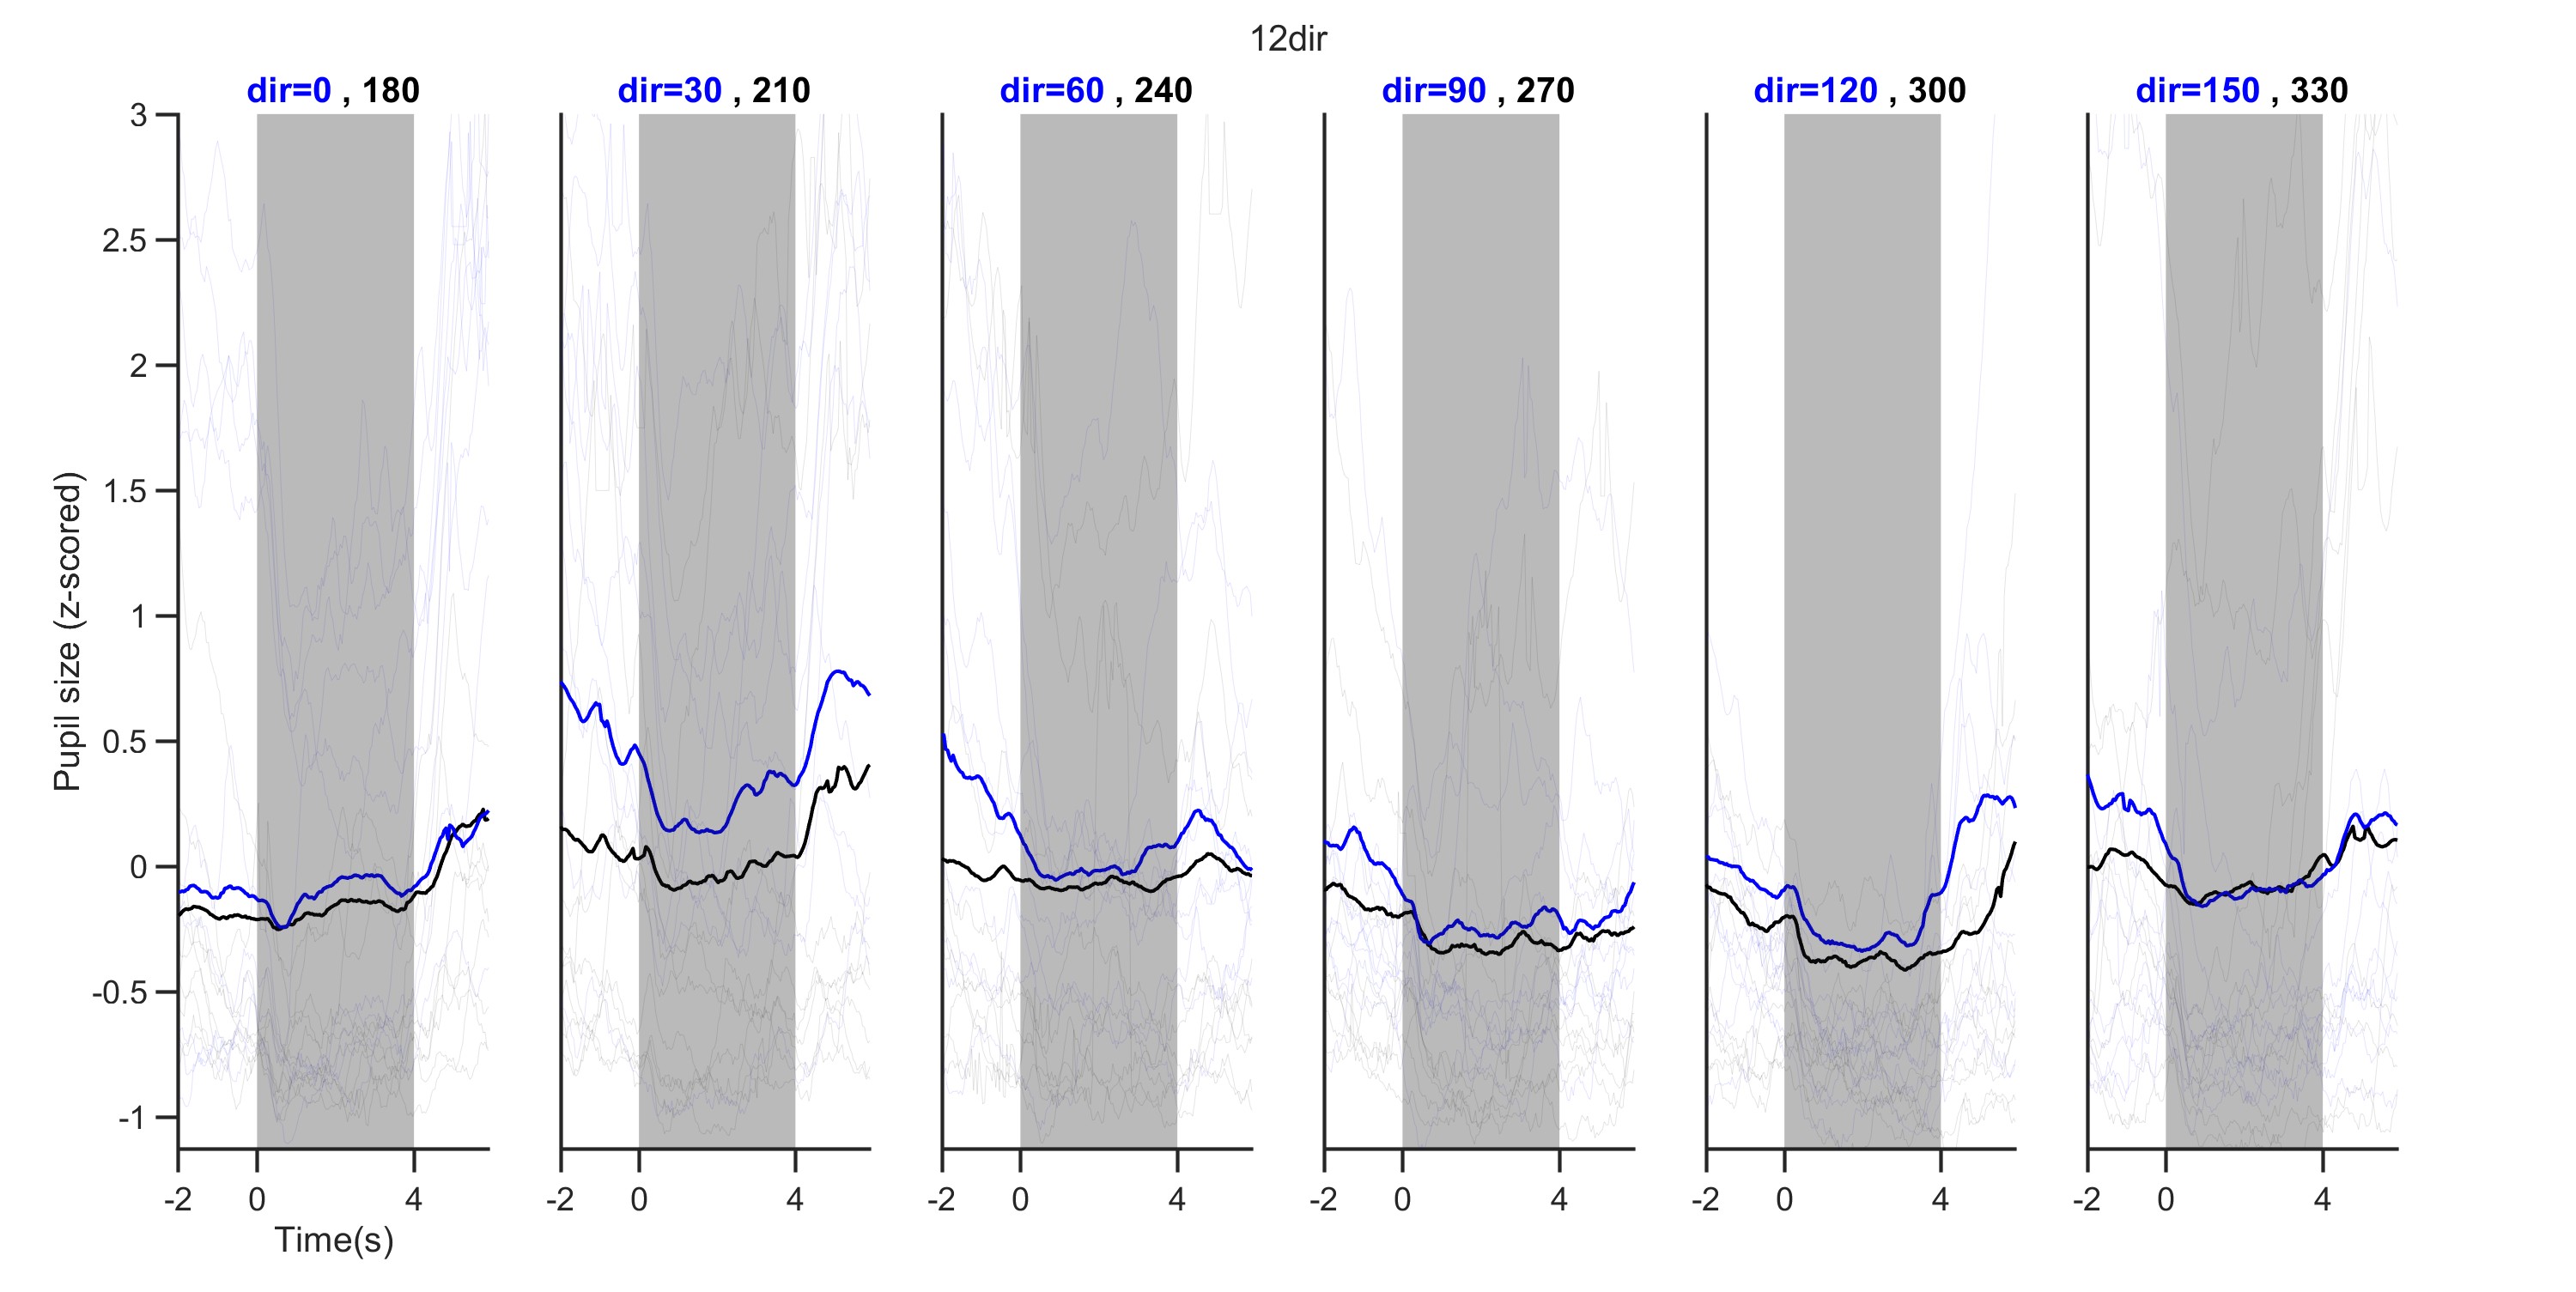 12dir
dir=0 , 180
dir=30 , 210
dir=60 , 240
dir=90 , 270
dir=120 , 300
dir=150 , 330
Pupil size (z-scored)
3
2.5
2
1.5
1
0.5
0
-0.5
-1
-2 0 4
-2 0 4
-2 0 4
-2 0 4
-2 0 4
-2 0 4
Time(s)